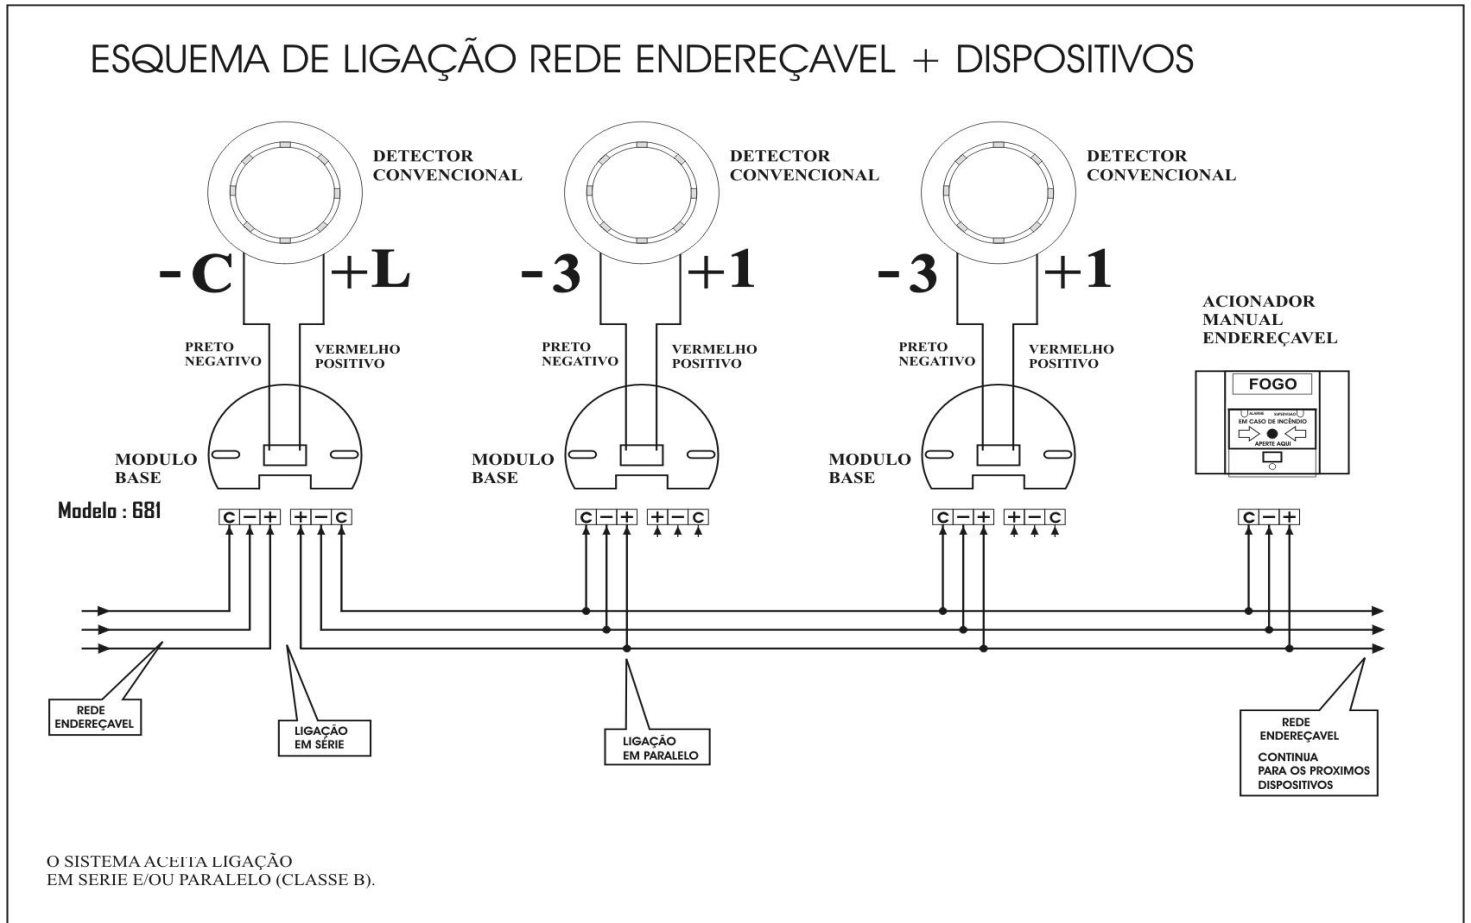 ESQUEMA DE LIGAÇÃO REDE ENDEREÇAVEL + DISPOSITIVOS
DETECTOR
CONVENCIONAL
-C +L
PRETO
NEGATIVO
VERMELHO
POSITIVO
MODULO
BASE
Modelo : 681
C - + + - C
DETECTOR
CONVENCIONAL
-3 +1
PRETO
NEGATIVO
VERMELHO
POSITIVO
MODULO
BASE
C - + + - C
DETECTOR
CONVENCIONAL
-3 +1
PRETO
NEGATIVO
VERMELHO
POSITIVO
MODULO
BASE
C - + + - C
ACIONADOR
MANUAL
ENDEREÇAVEL
FOGO
ALARME SUPERVISÃO
EM CASO DE INCÊNDIO
APERTE AQUI
C - +
REDE
ENDEREÇAVEL
LIGAÇÃO
EM SÉRIE
LIGAÇÃO
EM PARALELO
REDE
ENDEREÇAVEL
CONTINUA
PARA OS PROXIMOS
DISPOSITIVOS
O SISTEMA ACEITA LIGAÇÃO
EM SERIE E/OU PARALELO (CLASSE B).